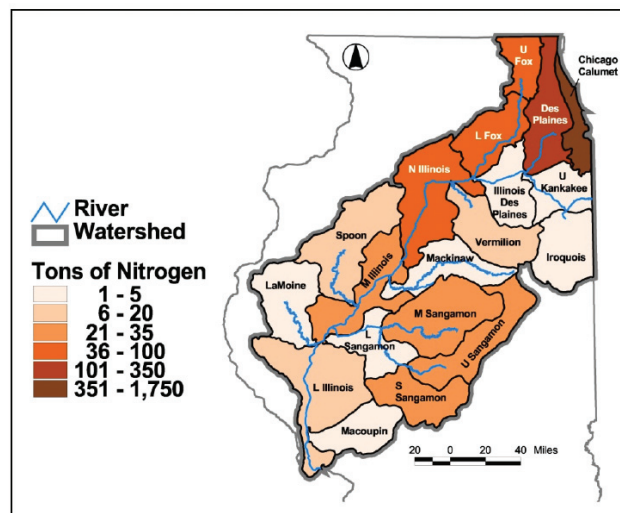 U
Fox
Chicago
Calumet
Des
Plaines
L Fox
N Illinois
U
Kankakee
Illinois
Des
Plaines
River
Watershed
Spoon
Vermilion
Iroquois
Tons of Nitrogen
1 - 5
6 - 20
21 - 35
36 - 100
101 - 350
351 - 1,750
M Illinois
Mackinaw
LaMoine
M Sangamon
L
Sangamon
U Sangamon
L Illinois
S
Sangamon
Macoupin
20 0 20 40 Miles